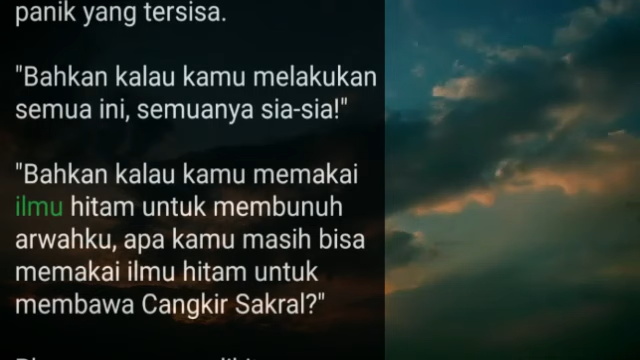 panik yang tersisa.
"Bahkan kalau kamu melakukan
semua ini, semuanya sia-sia!"
"Bahkan kalau kamu memakai
ilmu hitam untuk membunuh
arwahku, apa kamu masih bisa
memakai ilmu hitam untuk
membawa Cangkir Sakral?"